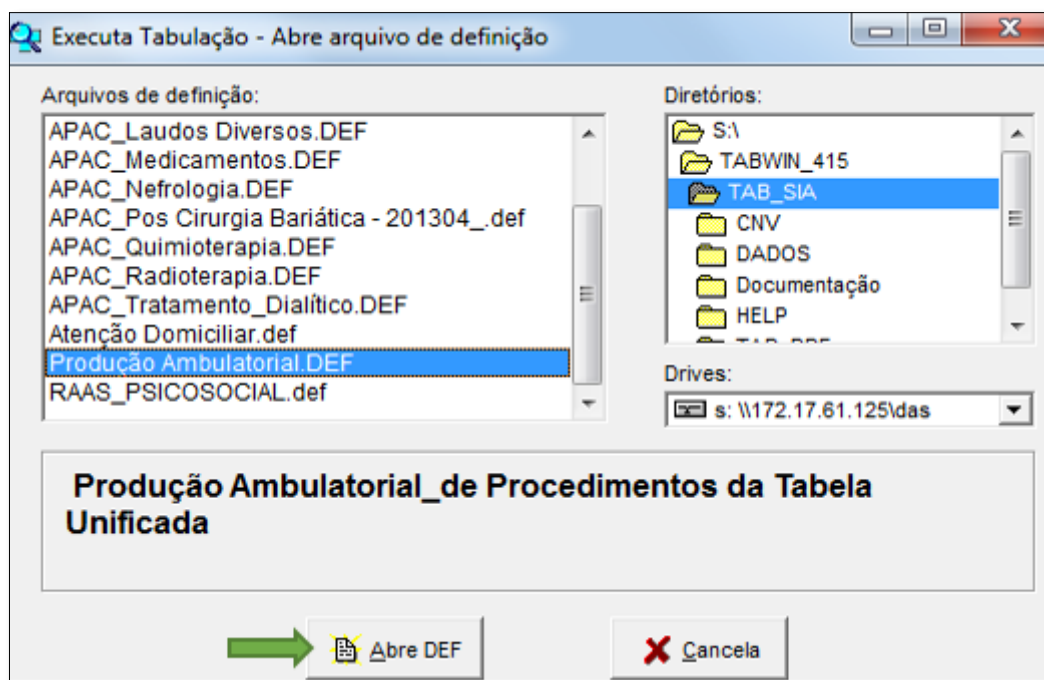 Executa Tabulação - Abre arquivo de definição
Arquivos de definição:
APAC_Laudos Diversos.DEF
APAC_Medicamentos.DEF
APAC_Nefrologia.DEF
APAC_Pos Cirurgia Bariática - 201304_.def
APAC_Quimioterapia.DEF
APAC_Radioterapia.DEF
APAC_Tratamento_Dialítico.DEF
Atenção Domiciliar.def
Produção Ambulatorial.DEF
RAAS_PSICOSOCIAL.def
Diretórios:
S:\
TABWIN_415
TAB_SIA
CNV
DADOS
Documentação
HELP
Drives:
s: \\172.17.61.125\das
Produção Ambulatorial_de Procedimentos da Tabela
Unificada
Abre DEF
Cancela